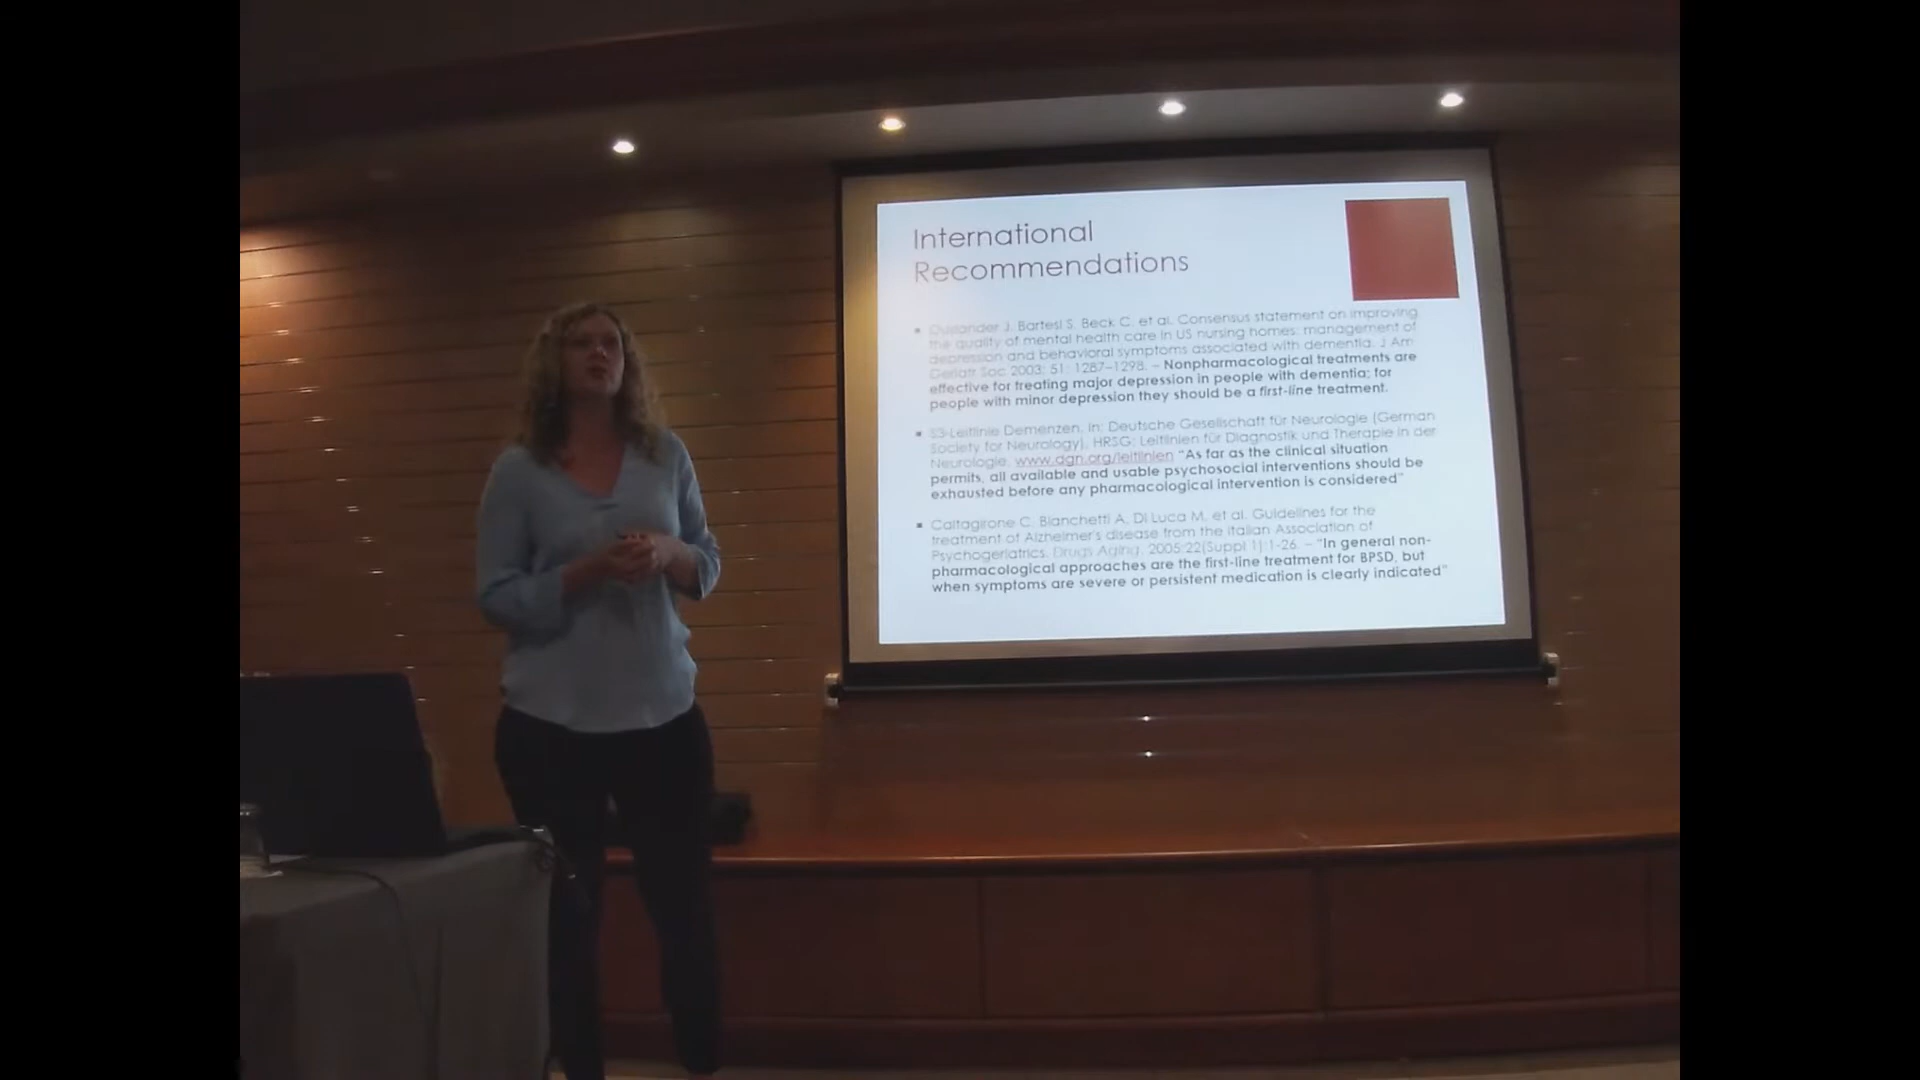 International
Recommendations
Ouslander J, Bartesl S, Beck C, et al. Consensus statement on improving
the quality of mental health care in US nursing homes: management of
depression and behavioral symptoms associated with dementia. J Am
Geriatr Soc 2003; 51: 1287–1298. – Nonpharmacological treatments are
effective for treating major depression in people with dementia; for
people with minor depression they should be a first-line treatment.
S3-Leitlinie Demenzen. In: Deutsche Gesellschaft für Neurologie (German
Society for Neurology). HRSG: Leitlinien für Diagnostik und Therapie in der
Neurologie. www.dgn.org/leitlinien "As far as the clinical situation
permits, all available and usable psychosocial interventions should be
exhausted before any pharmacological intervention is considered"
Caltagirone C, Bianchetti A, Di Luca M, et al. Guidelines for the
treatment of Alzheimer's disease from the Italian Association of
Psychogeriatrics. Drugs Aging. 2005;22(Suppl 1):1-26. – "In general non-
pharmacological approaches are the first-line treatment for BPSD, but
when symptoms are severe or persistent medication is clearly indicated"